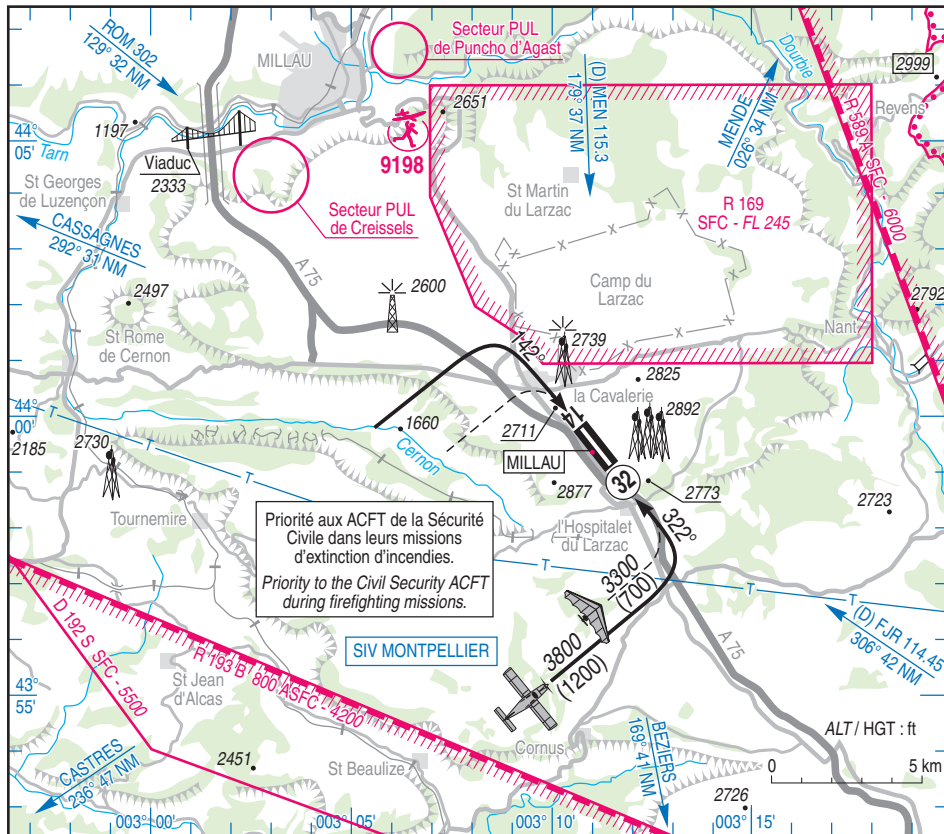 ROM 302
129° 32 NM
MILLAU
Secteur PUL
de Puncho d'Agast
(D) MEN 115.3
179° 37 NM
Dourbie
MENDE
026° 34 NM
2999
R 589 A SFC - 6000
Revens
44°
05'
44°
05'
1197
Tarn
Viaduc
2333
2651
9198
St Georges
de Luzençon
Secteur PUL
de Creissels
St Martin
du Larzac
R 169
SFC - FL 245
CASSAGNES
292° 31 NM
A 75
2497
2600
Camp du
Larzac
2792
St Rome
de Cernon
2739
Nant
142°
2825
la Cavalerie
44°
00'
44°
00'
2185
2730
1660
Cernon
2711
14
2892
MILLAU
32
2877
2773
2723
Tournemire
Priorité aux ACFT de la Sécurité
Civile dans leurs missions
d'extinction d'incendies.
Priority to the Civil Security ACFT
during firefighting missions.
l'Hospitalet
du Larzac
322°
3300
(700)
T
T
T
T
T
(D) FJR 114.45
306° 42 NM
D 192 S SFC - 5500
R 193 B 800 ASFC - 4200
SIV MONTPELLIER
3800
(1200)
A 75
43°
55'
43°
55'
St Jean
d'Alcas
Cornus
BEZIERS
169° 41 NM
ALT / HGT : ft
0
5 km
CASTRES
236° 47 NM
2451
St Beaulize
2726
003° 00'
003° 05'
003° 10'
003° 15'